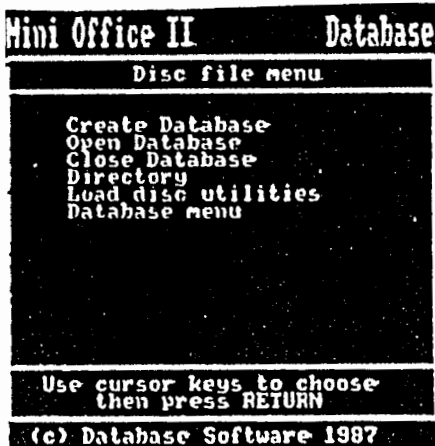 Mini Office II Database
Disc file menu
Create Database
Open Database
Close Database
Directory
Load disc utilities
Database menu
Use cursor keys to choose
then press RETURN
(c) Database Software 1987